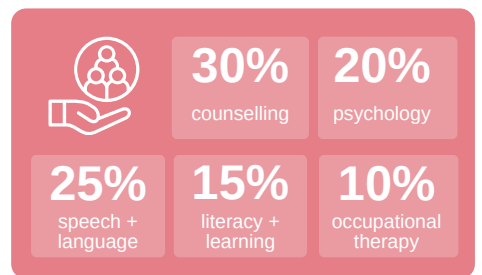 30%
counselling
20%
psychology
25%
speech +
language
15%
literacy +
learning
10%
occupational
therapy